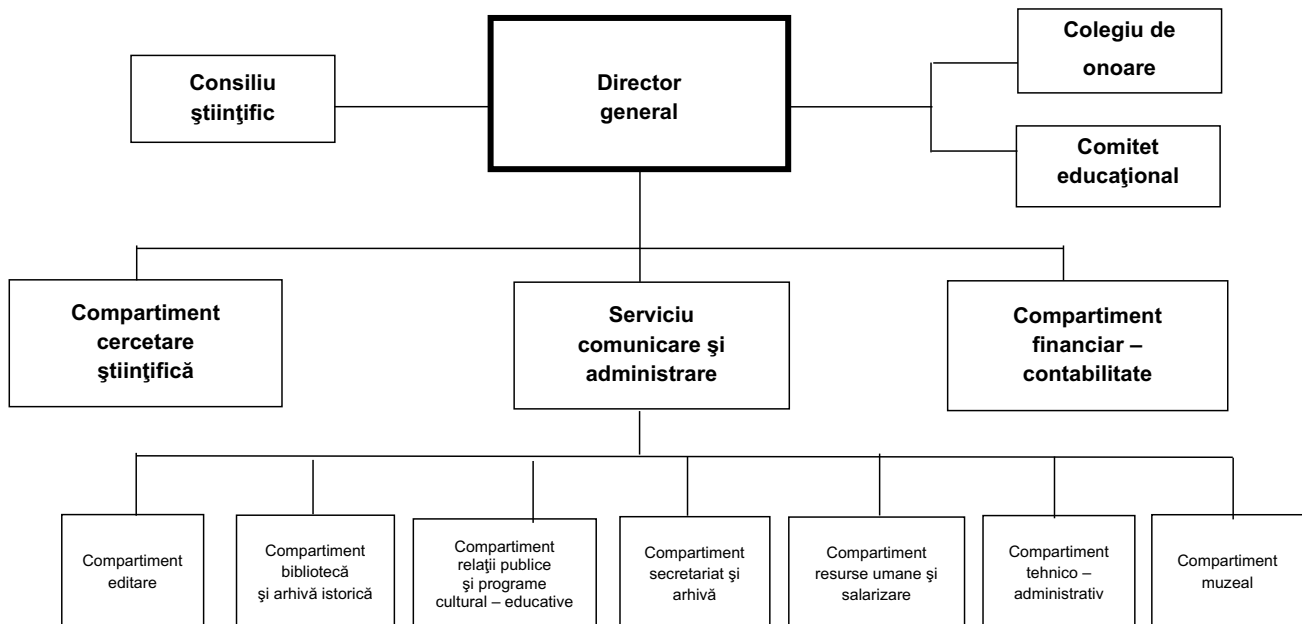 Colegiu de
onoare
Consiliu
ştiinţific
Director
general
Comitet
educaţional
Compartiment
cercetare
ştiinţifică
Serviciu
comunicare şi
administrare
Compartiment
financiar –
contabilitate
Compartiment
editare
Compartiment
bibliotecă
şi arhivă istorică
Compartiment
relaţii publice
şi programe
cultural – educative
Compartiment
secretariat şi
arhivă
Compartiment
resurse umane şi
salarizare
Compartiment
tehnico –
administrativ
Compartiment
muzeal